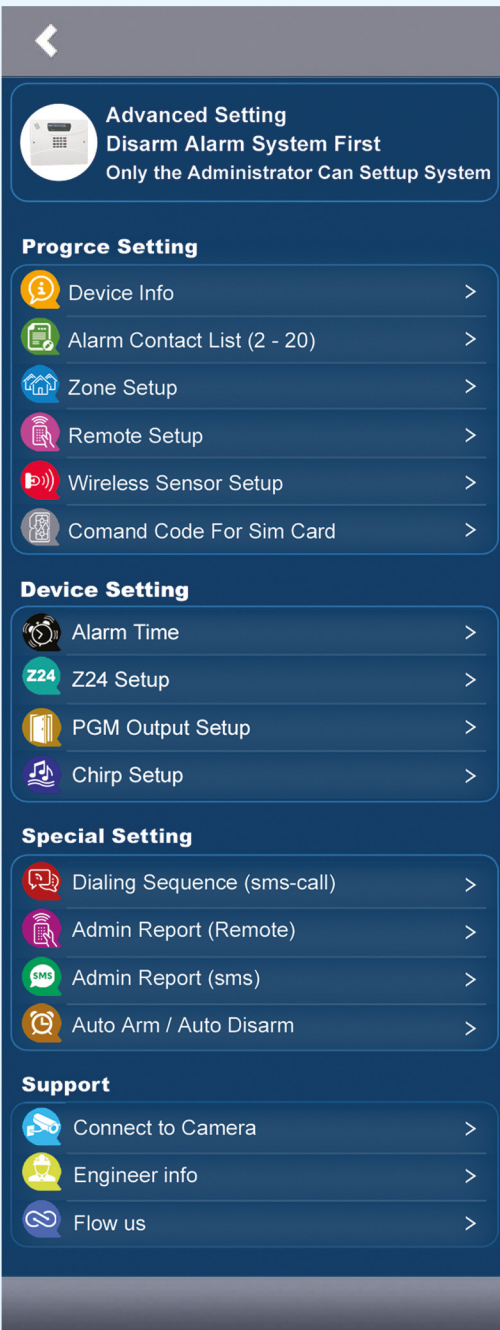 Advanced Setting
Disarm Alarm System First
Only the Administrator Can Settup System
Progrce Setting
Device Info
Alarm Contact List (2 - 20)
Zone Setup
Remote Setup
Wireless Sensor Setup
Comand Code For Sim Card
Device Setting
Alarm Time
Z24 Z24 Setup
PGM Output Setup
Chirp Setup
Special Setting
Dialing Sequence (sms-call)
Admin Report (Remote)
SMS Admin Report (sms)
Auto Arm / Auto Disarm
Support
Connect to Camera
Engineer info
Flow us